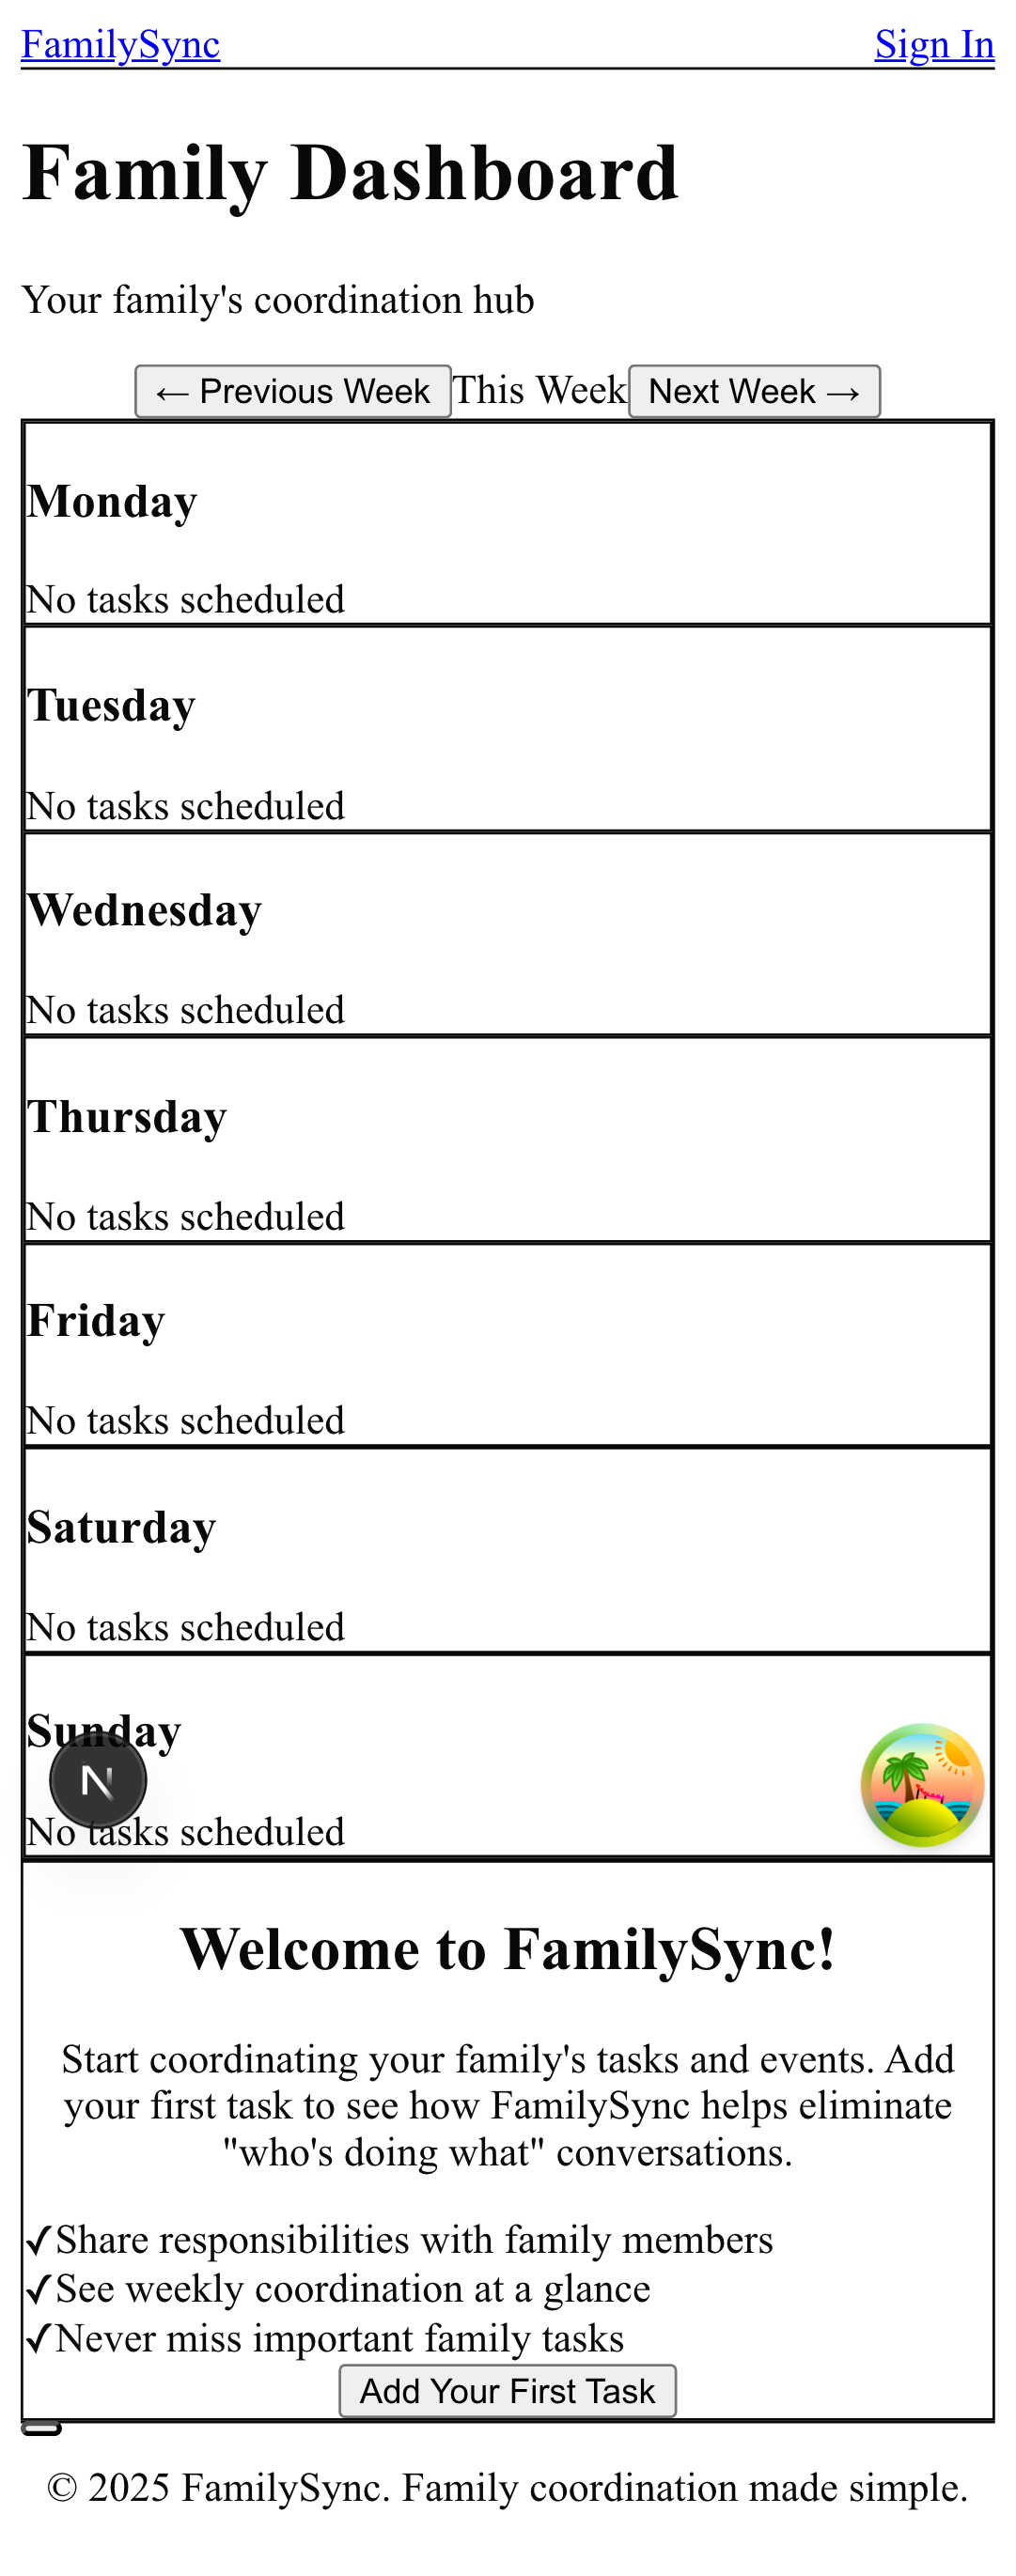 FamilySync Sign In
Family Dashboard
Your family's coordination hub
← Previous Week This Week Next Week →
Monday
No tasks scheduled
Tuesday
No tasks scheduled
Wednesday
No tasks scheduled
Thursday
No tasks scheduled
Friday
No tasks scheduled
Saturday
No tasks scheduled
Sunday
N
No tasks scheduled
Welcome to FamilySync!
Start coordinating your family's tasks and events. Add
your first task to see how FamilySync helps eliminate
"who's doing what" conversations.
✓Share responsibilities with family members
✓See weekly coordination at a glance
✓Never miss important family tasks
Add Your First Task
© 2025 FamilySync. Family coordination made simple.